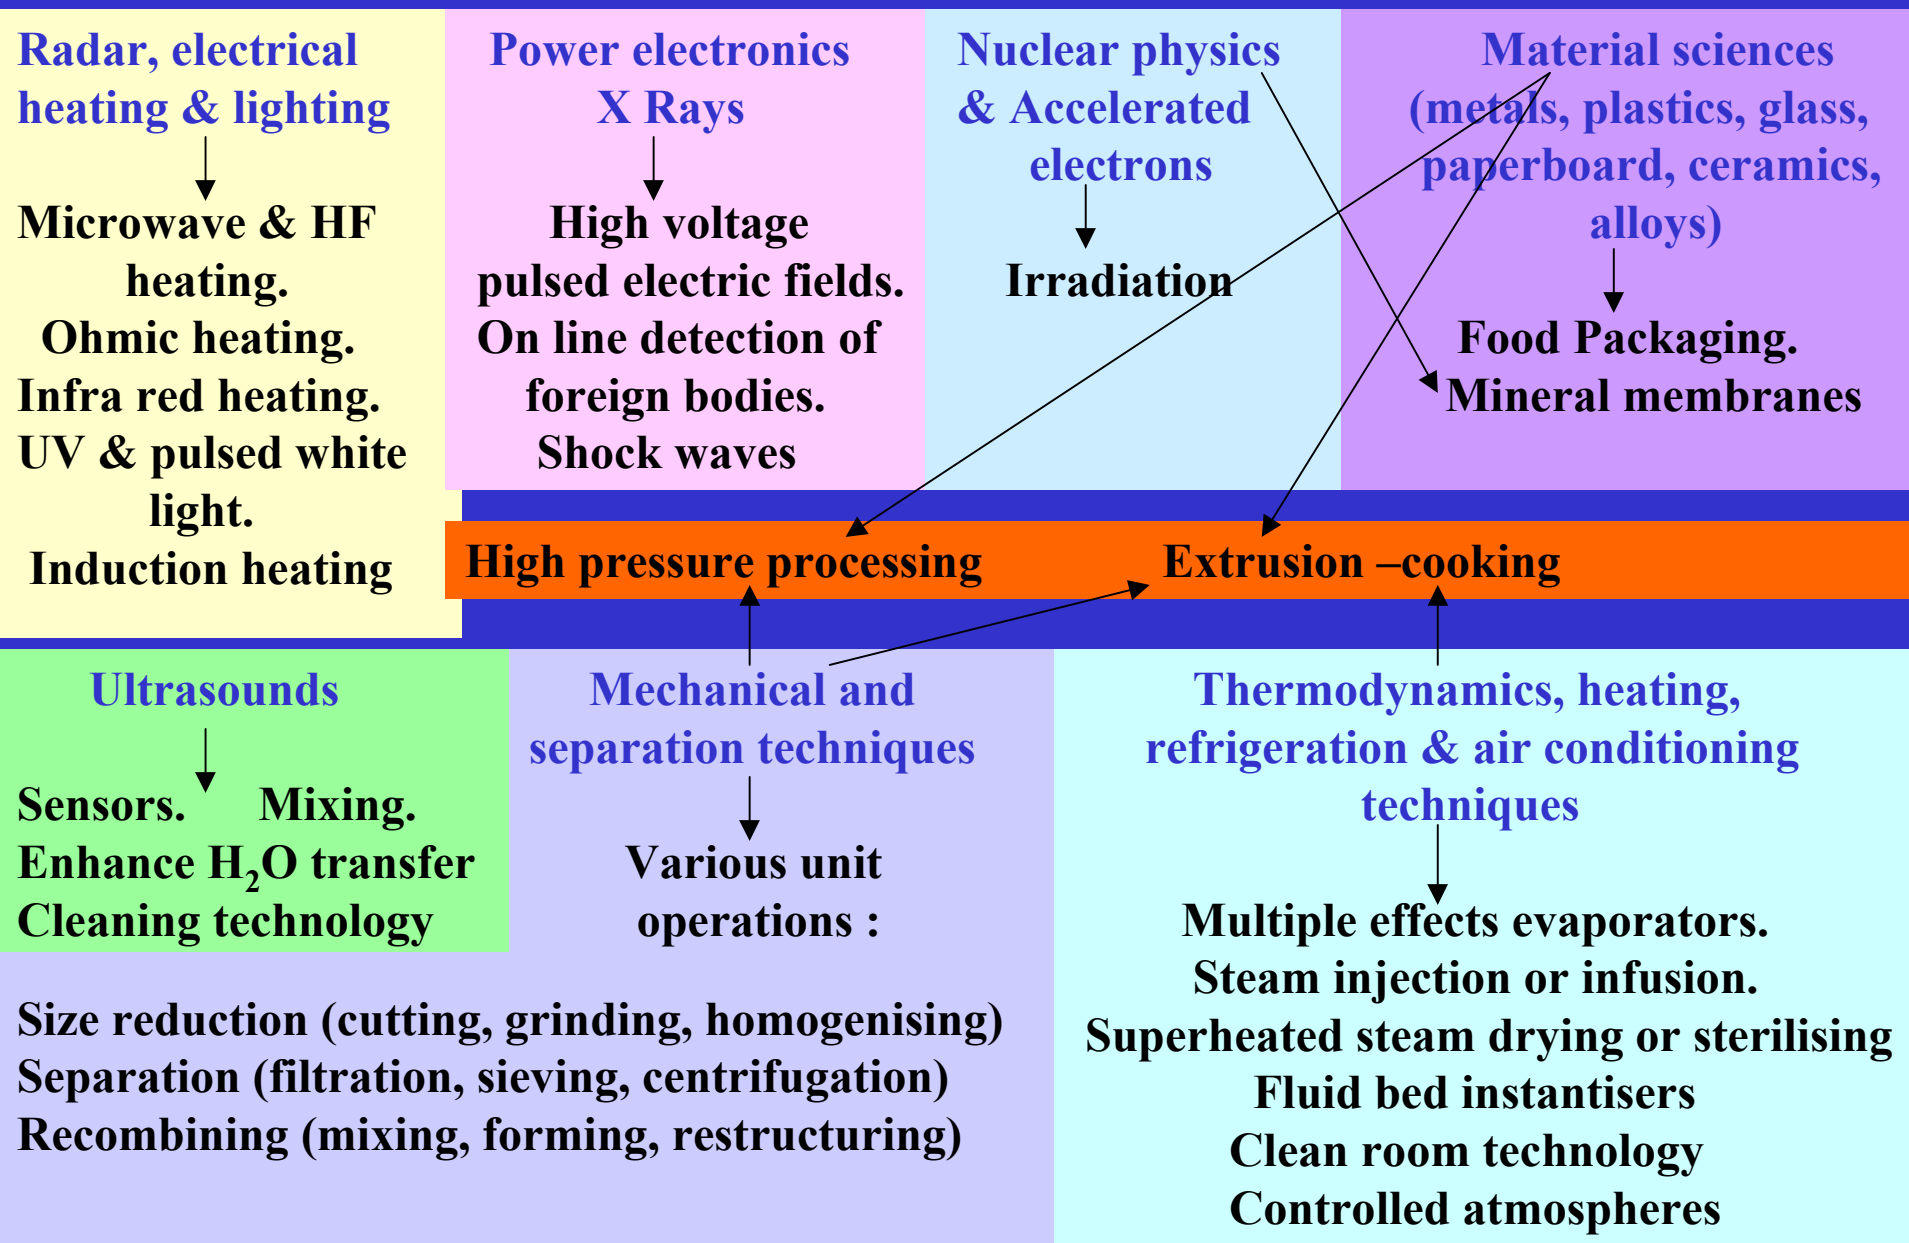 Radar, electrical
heating & lighting
Microwave & HF
heating.
Ohmic heating.
Infra red heating.
UV & pulsed white
light.
Induction heating
Power electronics
X Rays
High voltage
pulsed electric fields.
On line detection of
foreign bodies.
Shock waves
Nuclear physics
& Accelerated
electrons
Irradiation
Material sciences
(metals, plastics, glass,
paperboard, ceramics,
alloys)
Food Packaging.
Mineral membranes
High pressure processing
Extrusion –cooking
Ultrasounds
Sensors. Mixing.
Enhance H₂O transfer
Cleaning technology
Mechanical and
separation techniques
Various unit
operations :
Size reduction (cutting, grinding, homogenising)
Separation (filtration, sieving, centrifugation)
Recombining (mixing, forming, restructuring)
Thermodynamics, heating,
refrigeration & air conditioning
techniques
Multiple effects evaporators.
Steam injection or infusion.
Superheated steam drying or sterilising
Fluid bed instantisers
Clean room technology
Controlled atmospheres